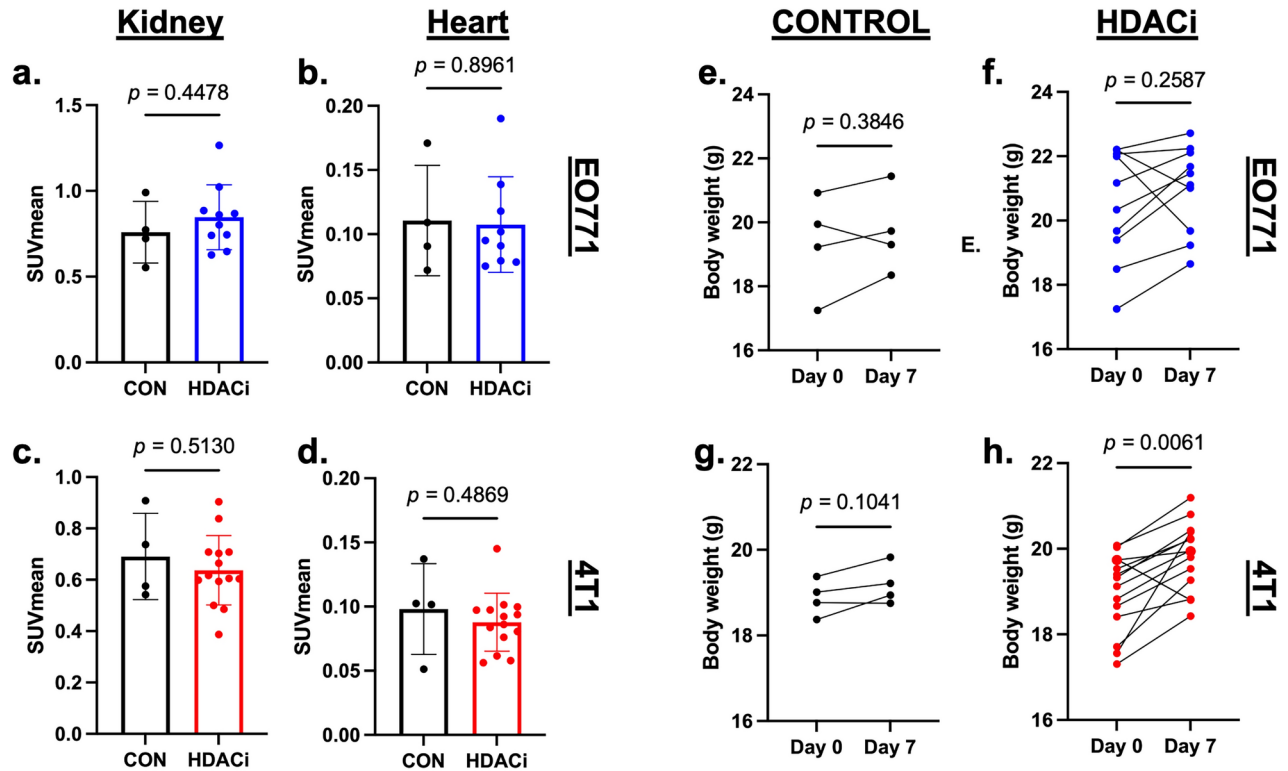 Kidney
Heart
CONTROL
HDACi
a.
p = 0.4478
1.5
1.0
0.5
0.0
SUVmean
CON
HDACi
b.
p = 0.8961
0.20
0.15
0.10
0.05
0.00
SUVmean
CON
HDACi
e.
p = 0.3846
24
22
20
18
16
Body weight (g)
Day 0
Day 7
E.
f.
p = 0.2587
24
22
20
18
16
Body weight (g)
Day 0
Day 7
EO771
EO771
c.
p = 0.5130
1.0
0.8
0.6
0.4
0.2
0.0
SUVmean
CON
HDACi
d.
p = 0.4869
0.20
0.15
0.10
0.05
0.00
SUVmean
CON
HDACi
4T1
g.
p = 0.1041
22
20
18
16
Body weight (g)
Day 0
Day 7
h.
p = 0.0061
22
20
18
16
Body weight (g)
Day 0
Day 7
4T1